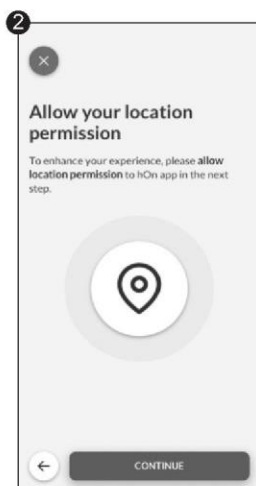 2
Allow your location
permission
To enhance your experience, please allow
location permission to hOn app in the next
step.
CONTINUE